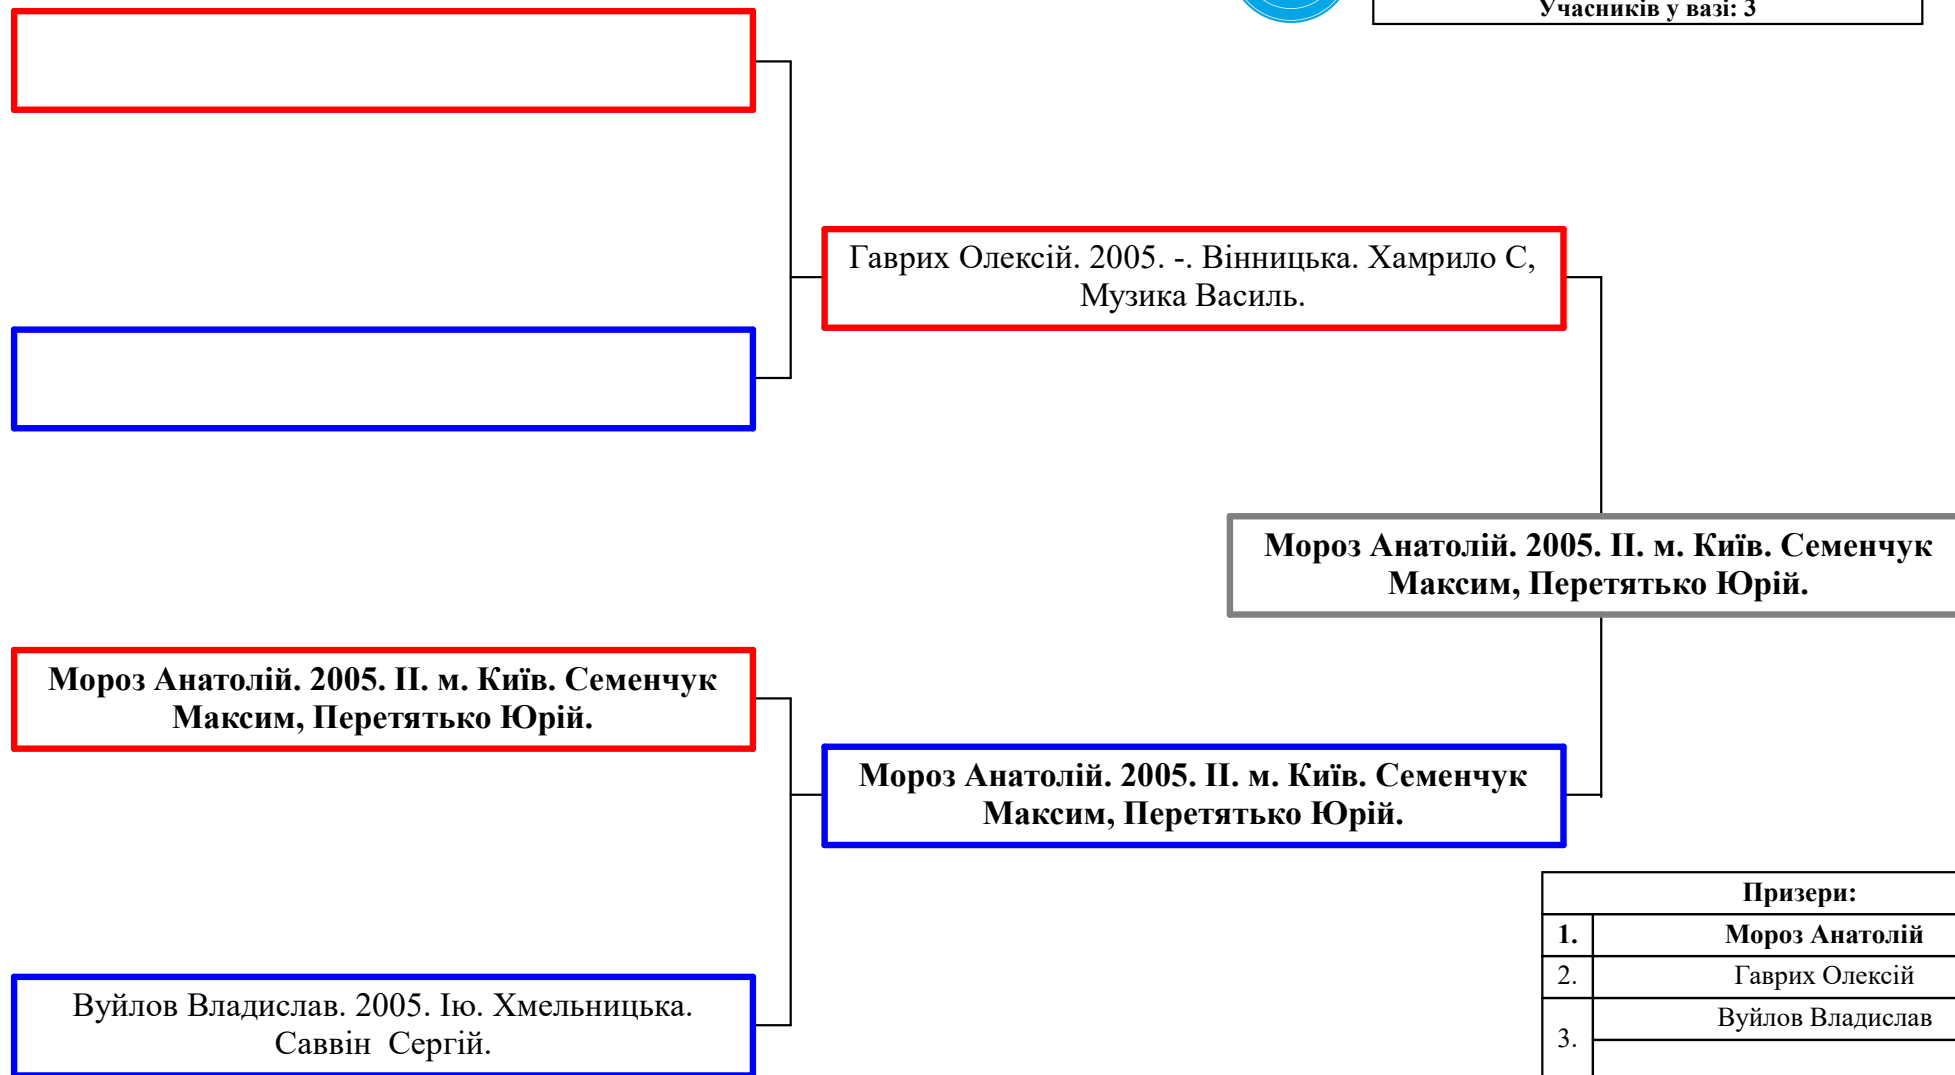 Учасників у вазі: 3
Гаврих Олексій. 2005. -. Вінницька. Хамрило С,
Музика Василь.
Мороз Анатолій. 2005. ІІ. м. Київ. Семенчук
Максим, Перетятько Юрій.
Мороз Анатолій. 2005. ІІ. м. Київ. Семенчук
Максим, Перетятько Юрій.
Мороз Анатолій. 2005. ІІ. м. Київ. Семенчук
Максим, Перетятько Юрій.
Вуйлов Владислав. 2005. Ію. Хмельницька.
Саввін Сергій.
Призери:
1. Мороз Анатолій
2. Гаврих Олексій
3. Вуйлов Владислав